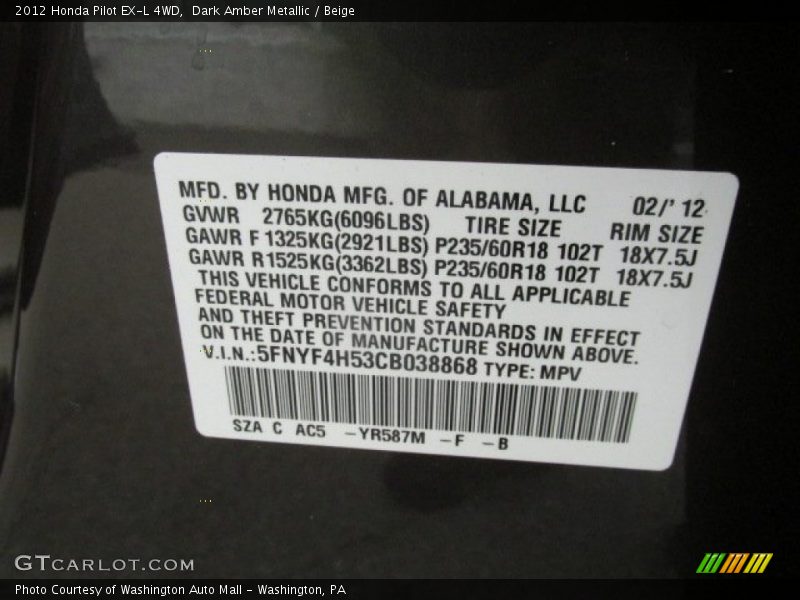 2012 Honda Pilot EX-L 4WD,  Dark Amber Metallic / Beige
MFD. BY HONDA MFG. OF ALABAMA, LLC 02/' 12
GVWR 2765KG(6096LBS) TIRE SIZE RIM SIZE
GAWR F 1325KG(2921LBS) P235/60R18 102T 18X7.5J
GAWR R1525KG(3362LBS) P235/60R18 102T 18X7.5J
THIS VEHICLE CONFORMS TO ALL APPLICABLE
FEDERAL MOTOR VEHICLE SAFETY
AND THEFT PREVENTION STANDARDS IN EFFECT
ON THE DATE OF MANUFACTURE SHOWN ABOVE.
V.I.N.:5FNYF4H53CB038868 TYPE: MPV
SZA C AC5 -YR587M -F -B
GTCARLOT.COM
Photo Courtesy of Washington Auto Mall - Washington, PA